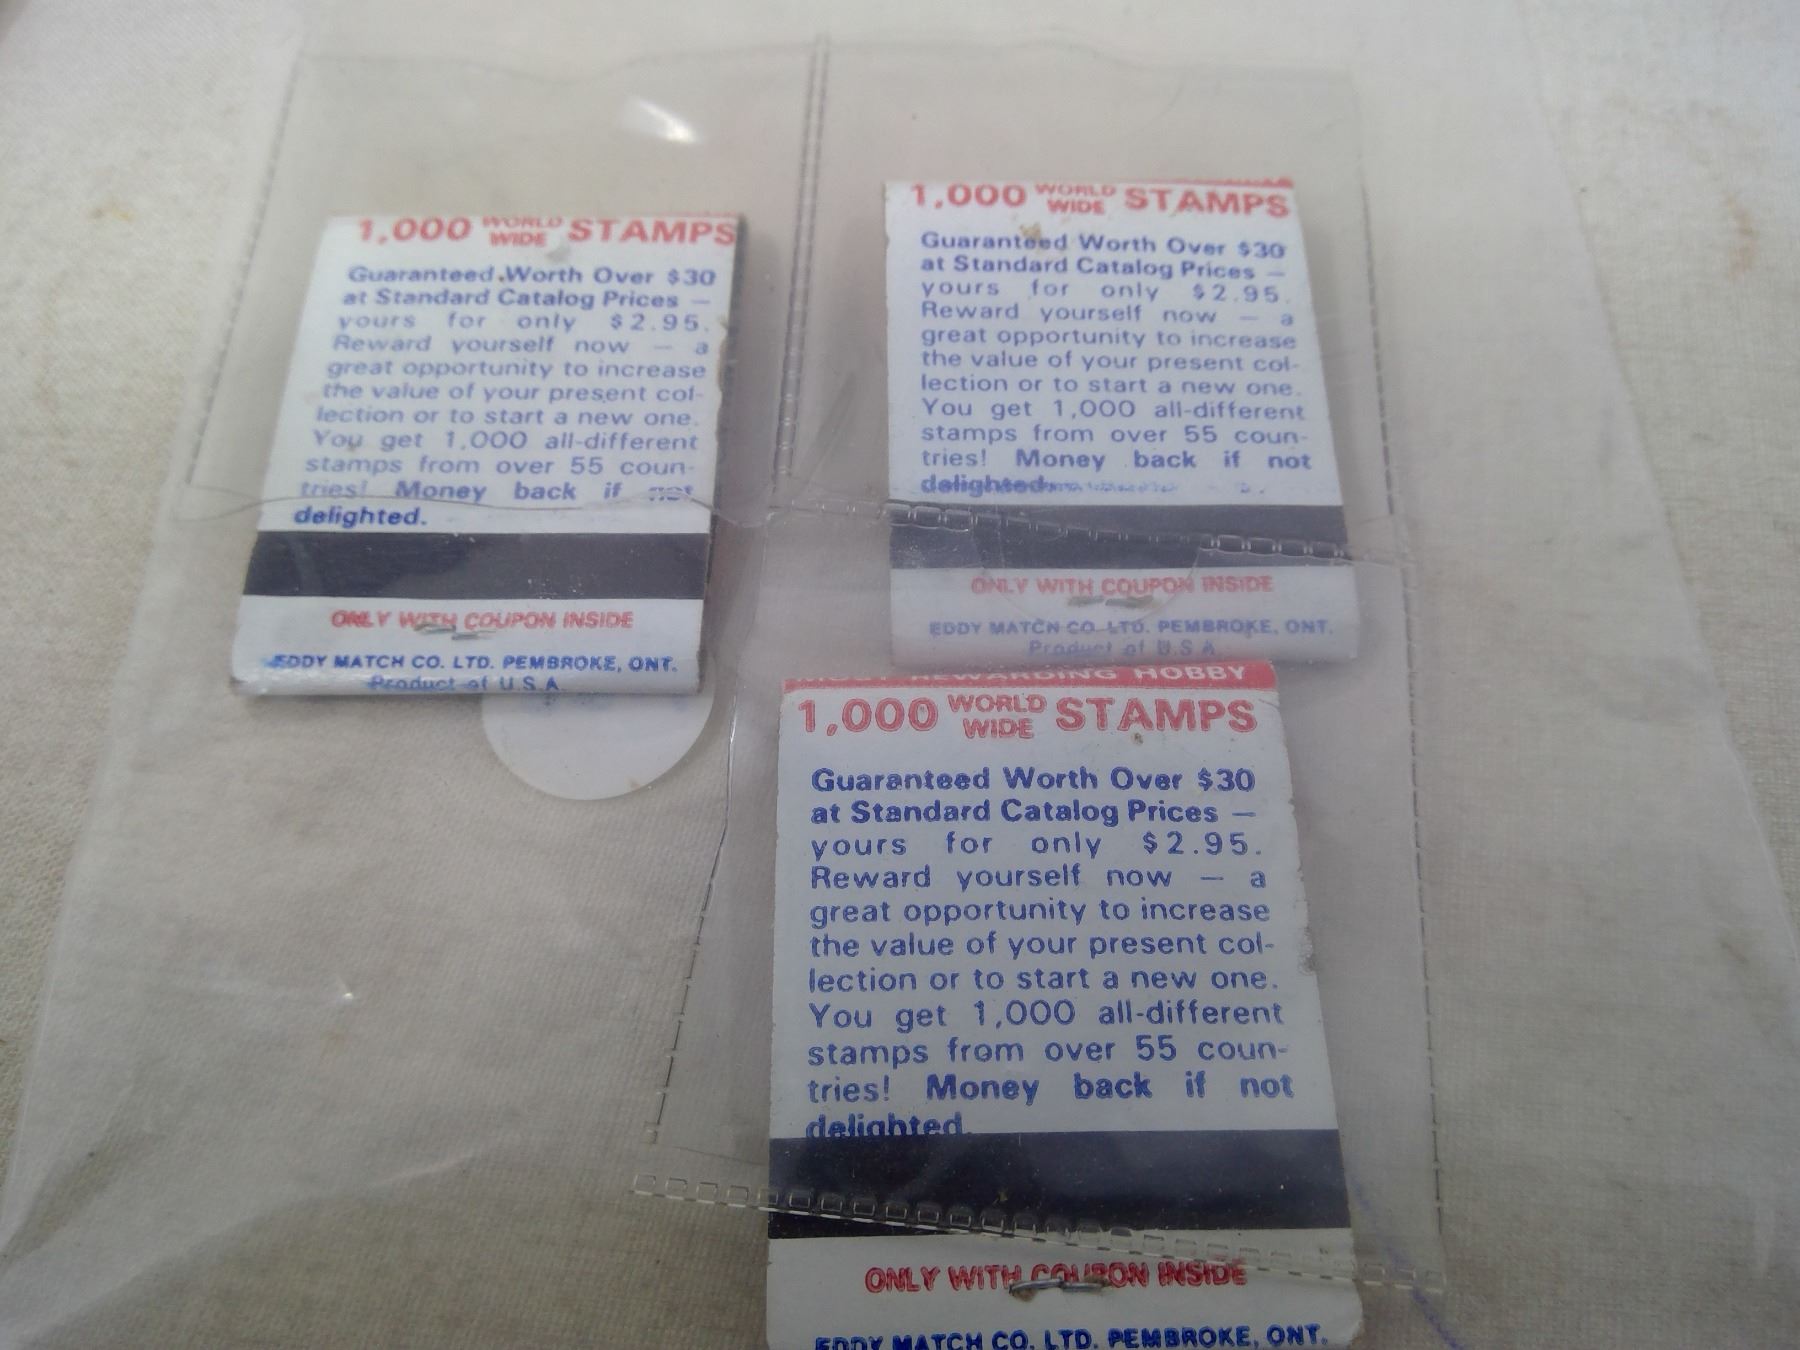 1,000 WORLD WIDE STAMPS
Guaranteed Worth Over $30
at Standard Catalog Prices —
yours for only $2.95.
Reward yourself now — a
great opportunity to increase
the value of your present col-
lection or to start a new one.
You get 1,000 all-different
stamps from over 55 coun-
tries! Money back if not
delighted.
ONLY WITH COUPON INSIDE
EDDY MATCH CO. LTD. PEMBROKE, ONT.
Product of U.S.A.
1,000 WORLD WIDE STAMPS
Guaranteed Worth Over $30
at Standard Catalog Prices —
yours for only $2.95.
Reward yourself now — a
great opportunity to increase
the value of your present col-
lection or to start a new one.
You get 1,000 all-different
stamps from over 55 coun-
tries! Money back if not
delighted.
ONLY WITH COUPON INSIDE
EDDY MATCH CO. LTD. PEMBROKE, ONT.
Product of U.S.A.
REWARDING HOBBY
1,000 WORLD WIDE STAMPS
Guaranteed Worth Over $30
at Standard Catalog Prices —
yours for only $2.95.
Reward yourself now — a
great opportunity to increase
the value of your present col-
lection or to start a new one.
You get 1,000 all-different
stamps from over 55 coun-
tries! Money back if not
delighted.
ONLY WITH COUPON INSIDE
EDDY MATCH CO. LTD. PEMBROKE, ONT.